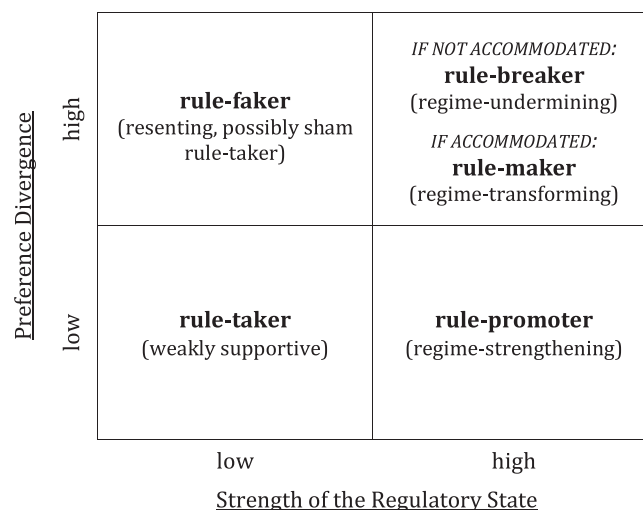 Preference Divergence
high
low
rule-faker
(resenting, possibly sham
rule-taker)
IF NOT ACCOMMODATED:
rule-breaker
(regime-undermining)
IF ACCOMMODATED:
rule-maker
(regime-transforming)
rule-taker
(weakly supportive)
rule-promoter
(regime-strengthening)
low
high
Strength of the Regulatory State